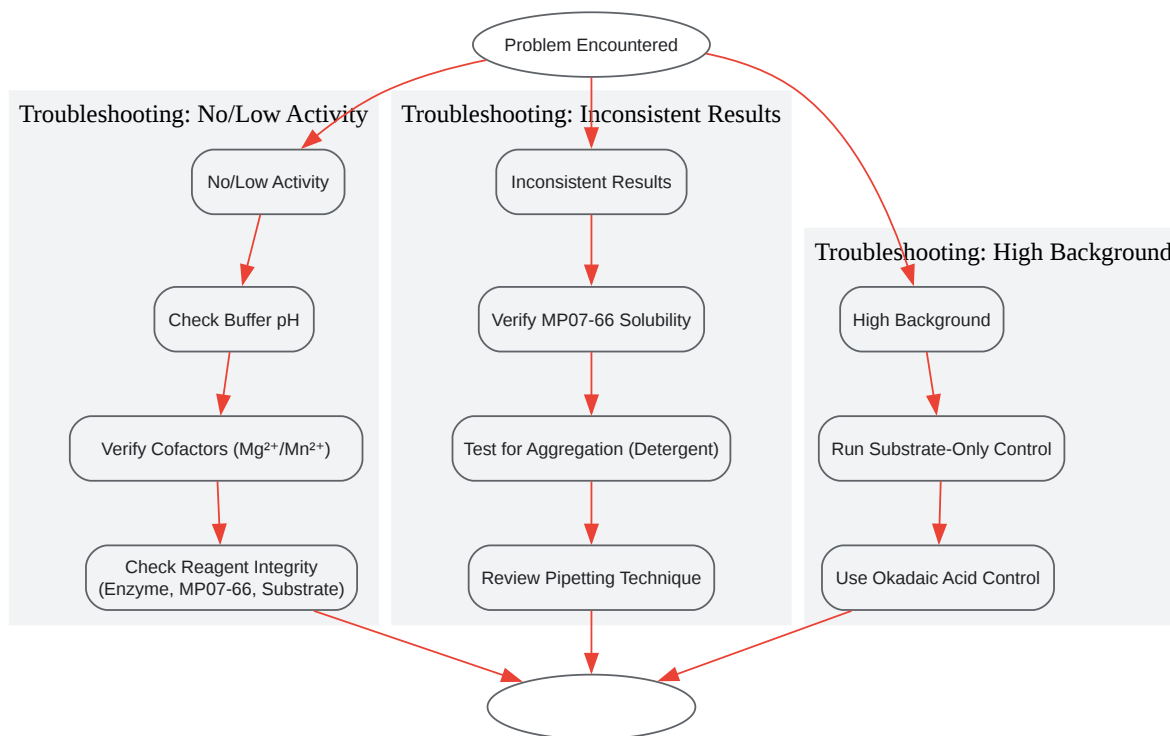 Problem Encountered
Troubleshooting: No/Low Activity
No/Low Activity
Check Buffer pH
Verify Cofactors (Mg²⁺/Mn²⁺)
Check Reagent Integrity
(Enzyme, MP07-66, Substrate)
Troubleshooting: Inconsistent Results
Inconsistent Results
Verify MP07-66 Solubility
Test for Aggregation (Detergent)
Review Pipetting Technique
Troubleshooting: High Background
High Background
Run Substrate-Only Control
Use Okadaic Acid Control